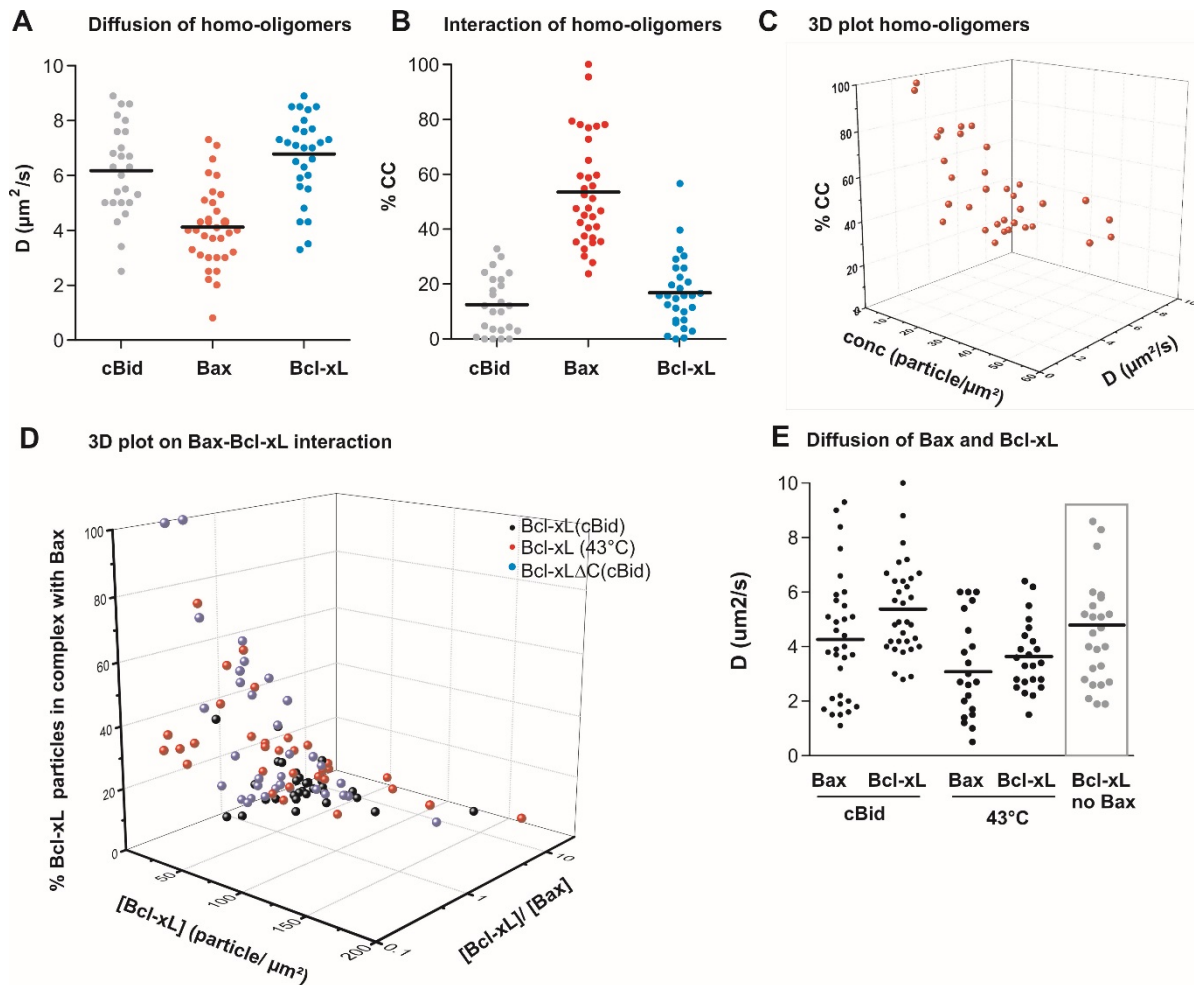 A Diffusion of homo-oligomers
10
8
6
4
2
0
D (µm²/s)
cBid Bax Bcl-xL
B Interaction of homo-oligomers
100
80
60
40
20
0
% CC
cBid Bax Bcl-xL
C 3D plot homo-oligomers
100
80
60
40
20
0
% CC
10
20
30
40
50
60
conc (particle/µm²)
0
2
4
6
8
10
D (µm²/s)
D 3D plot on Bax-Bcl-xL interaction
Bcl-xL(cBid)
Bcl-xL (43°C)
Bcl-xLΔC(cBid)
100
80
60
40
20
0
% Bcl-xL particles in complex with Bax
50
100
150
200
[Bcl-xL] (particle/ µm²)
0.1
1
10
[Bcl-xL]/ [Bax]
E Diffusion of Bax and Bcl-xL
10
8
6
4
2
0
D (um2/s)
Bax Bcl-xL Bax Bcl-xL Bcl-xL
no Bax
cBid 43°C